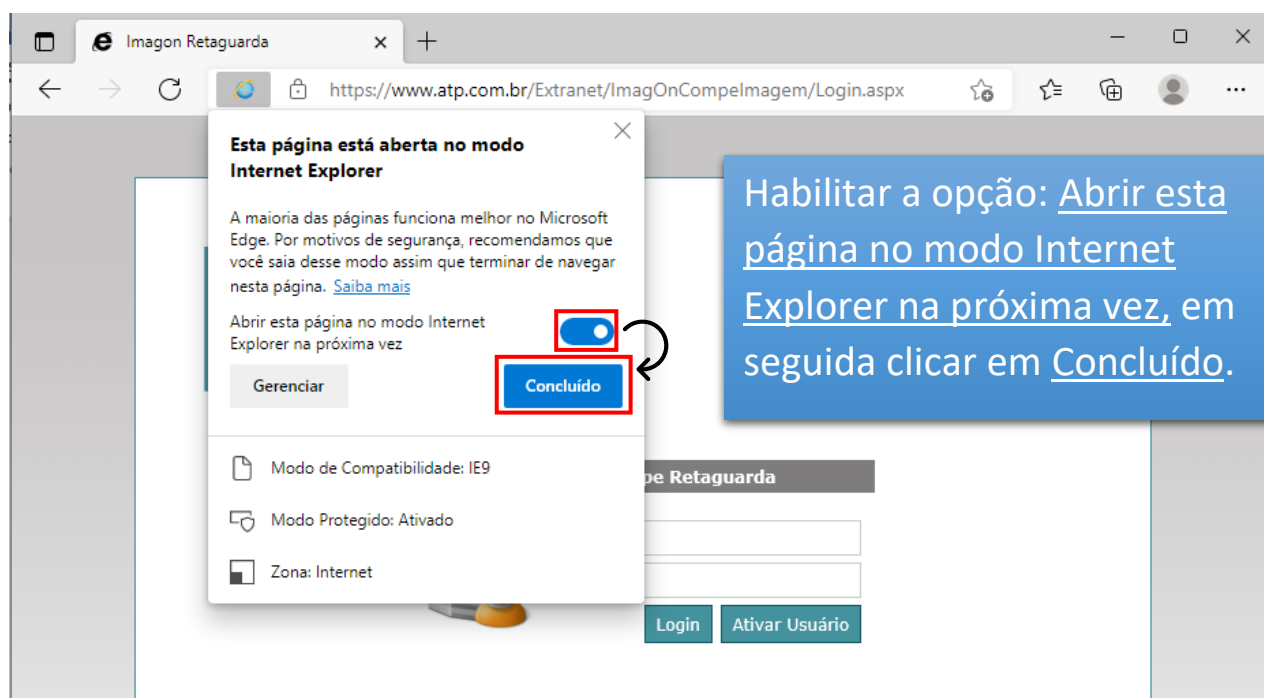 Imagon Retaguarda
https://www.atp.com.br/Extranet/ImagOnCompeImagem/Login.aspx
Esta página está aberta no modo
Internet Explorer
A maioria das páginas funciona melhor no Microsoft
Edge. Por motivos de segurança, recomendamos que
você saia desse modo assim que terminar de navegar
nesta página. Saiba mais
Abrir esta página no modo Internet
Explorer na próxima vez
Gerenciar
Concluído
Modo de Compatibilidade: IE9
Modo Protegido: Ativado
Zona: Internet
Habilitar a opção: Abrir esta
página no modo Internet
Explorer na próxima vez, em
seguida clicar em Concluído.
pe Retaguarda
Login
Ativar Usuário